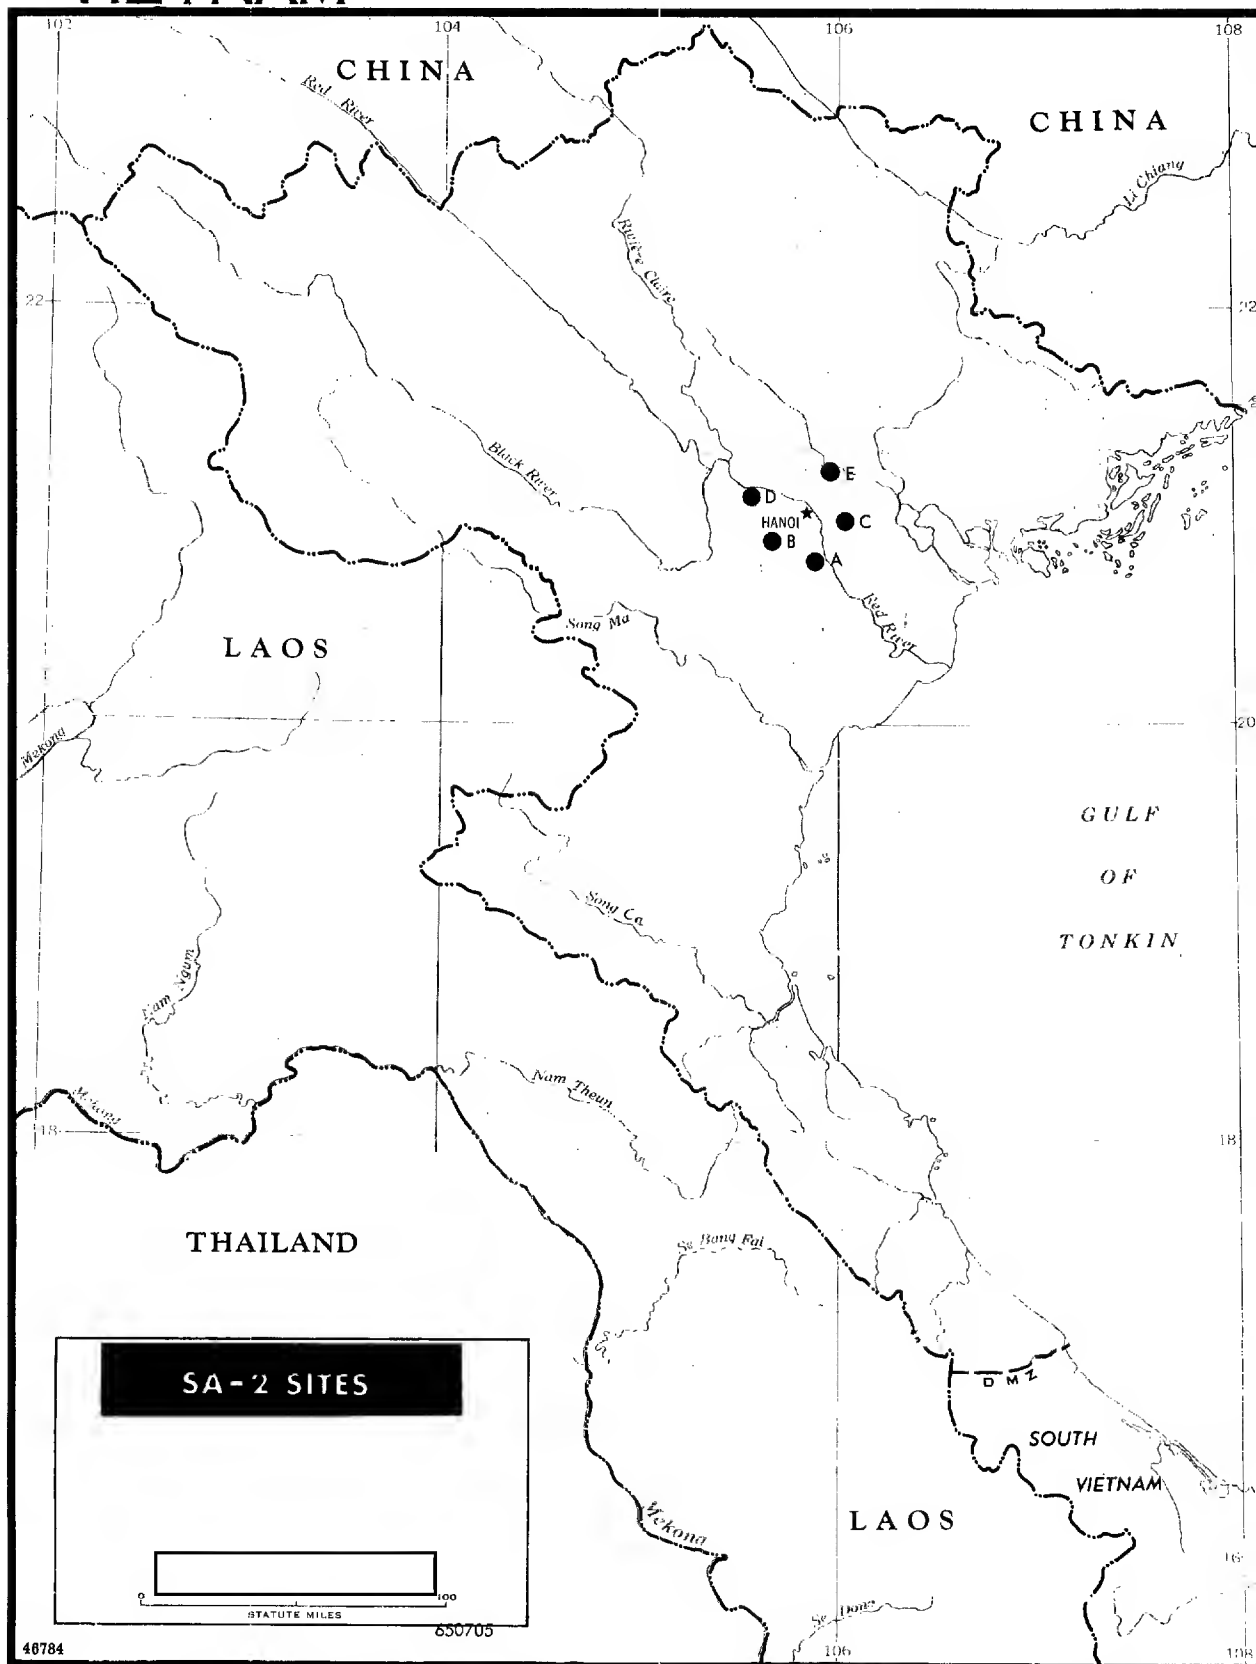 102 104 106 108
CHINA
Red River
CHINA
Li Chiang
Rivière Claire
22 22
Black River
E
D
HANOI C
B
A
Red River
Song Ma
LAOS
Mekong
20
GULF
OF
TONKIN
Song Ca
Nam Ngum
Nam Theun
Mekong
18 18
THAILAND
Se Bang Fai
SA-2 SITES
DMZ
SOUTH
VIETNAM
LAOS
Mekong
16
0 100
STATUTE MILES
650705
Se Done
46784
106 108